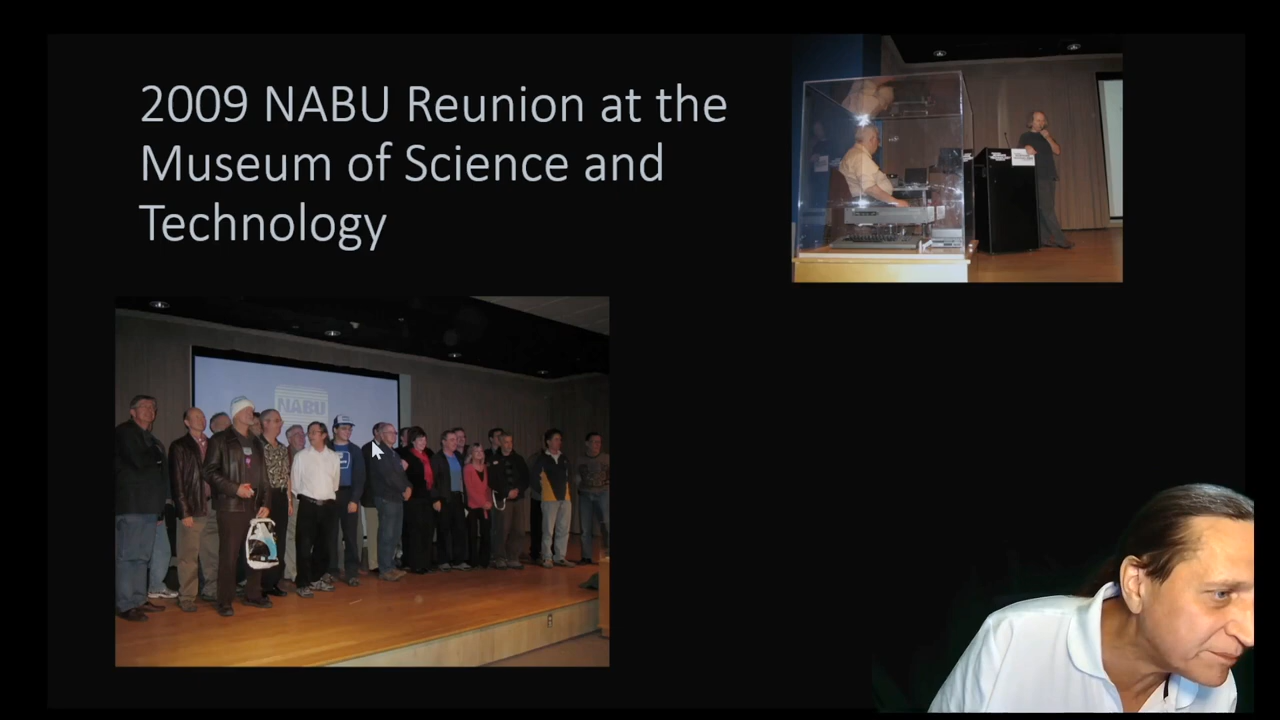 2009 NABU Reunion at the
Museum of Science and
Technology
NABU